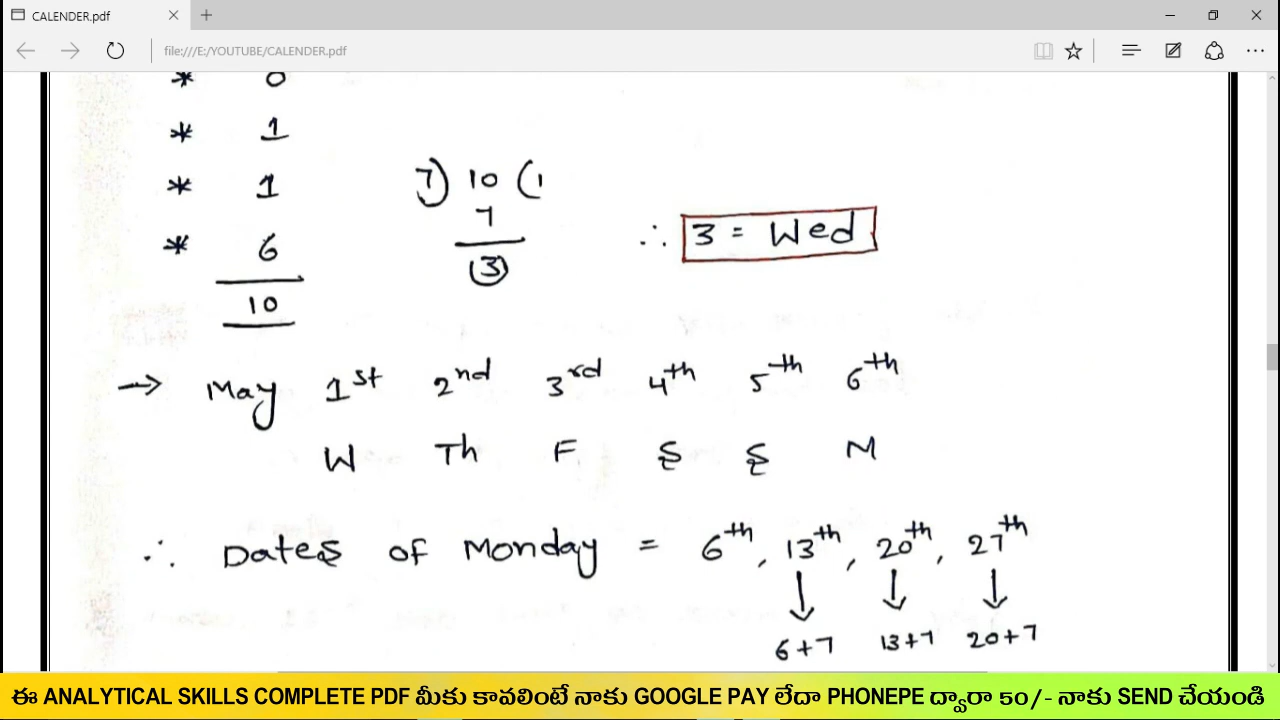 CALENDER.pdf
file:///E:/YOUTUBE/CALENDER.pdf
* 0
* 1
* 1
* 6
10
7) 10 (1
7
(3)
∴ 3 = Wed
→ May 1st 2nd 3rd 4th 5th 6th
W Th F S S M
∴ Dates of Monday = 6th, 13th, 20th, 27th
6+7 13+7 20+7
ఈ ANALYTICAL SKILLS COMPLETE PDF మీకు కావలింటే నాకు GOOGLE PAY లేదా PHONEPE ద్వారా 50/- నాకు SEND చేయండి